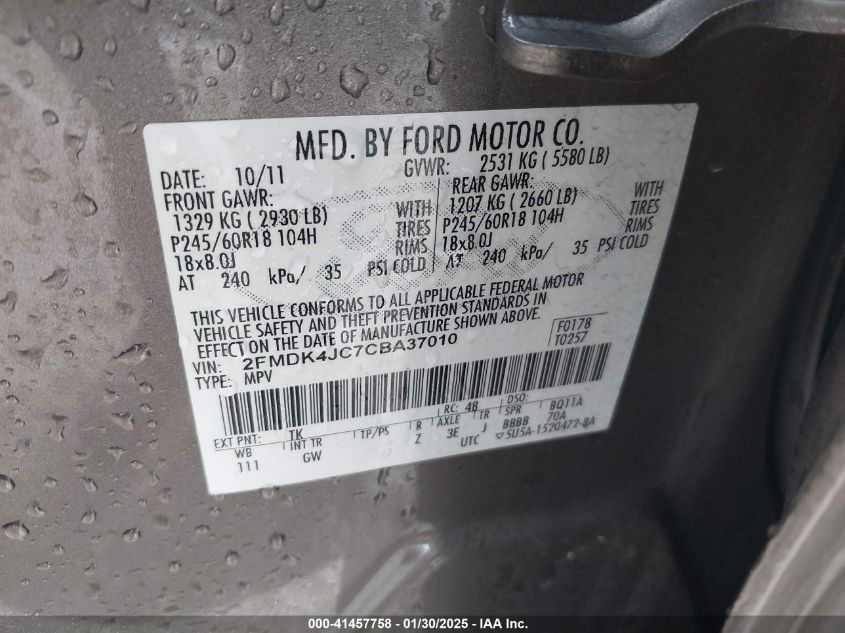 MFD. BY FORD MOTOR CO.
DATE: 10/11 GVWR: 2531 KG ( 5580 LB)
FRONT GAWR: REAR GAWR:
1329 KG ( 2930 LB) WITH 1207 KG ( 2660 LB) WITH
P245/60R18 104H TIRES P245/60R18 104H TIRES
18x8.0J RIMS 18x8.0J RIMS
AT 240 kPa/ 35 PSI COLD AT 240 kPa/ 35 PSI COLD
THIS VEHICLE CONFORMS TO ALL APPLICABLE FEDERAL MOTOR
VEHICLE SAFETY AND THEFT PREVENTION STANDARDS IN
EFFECT ON THE DATE OF MANUFACTURE SHOWN ABOVE.
F0178
T0257
VIN: 2FMDK4JC7CBA37010
TYPE: MPV
EXT PNT: TK RC: 48 DSO: BQ11A
WB INT TR TP/PS R AXLE TR SPR BBBB 70A
111 GW Z 3E J
UTC ▽5U5A-1520472-BA
000-41457758 - 01/30/2025 - IAAI.COM